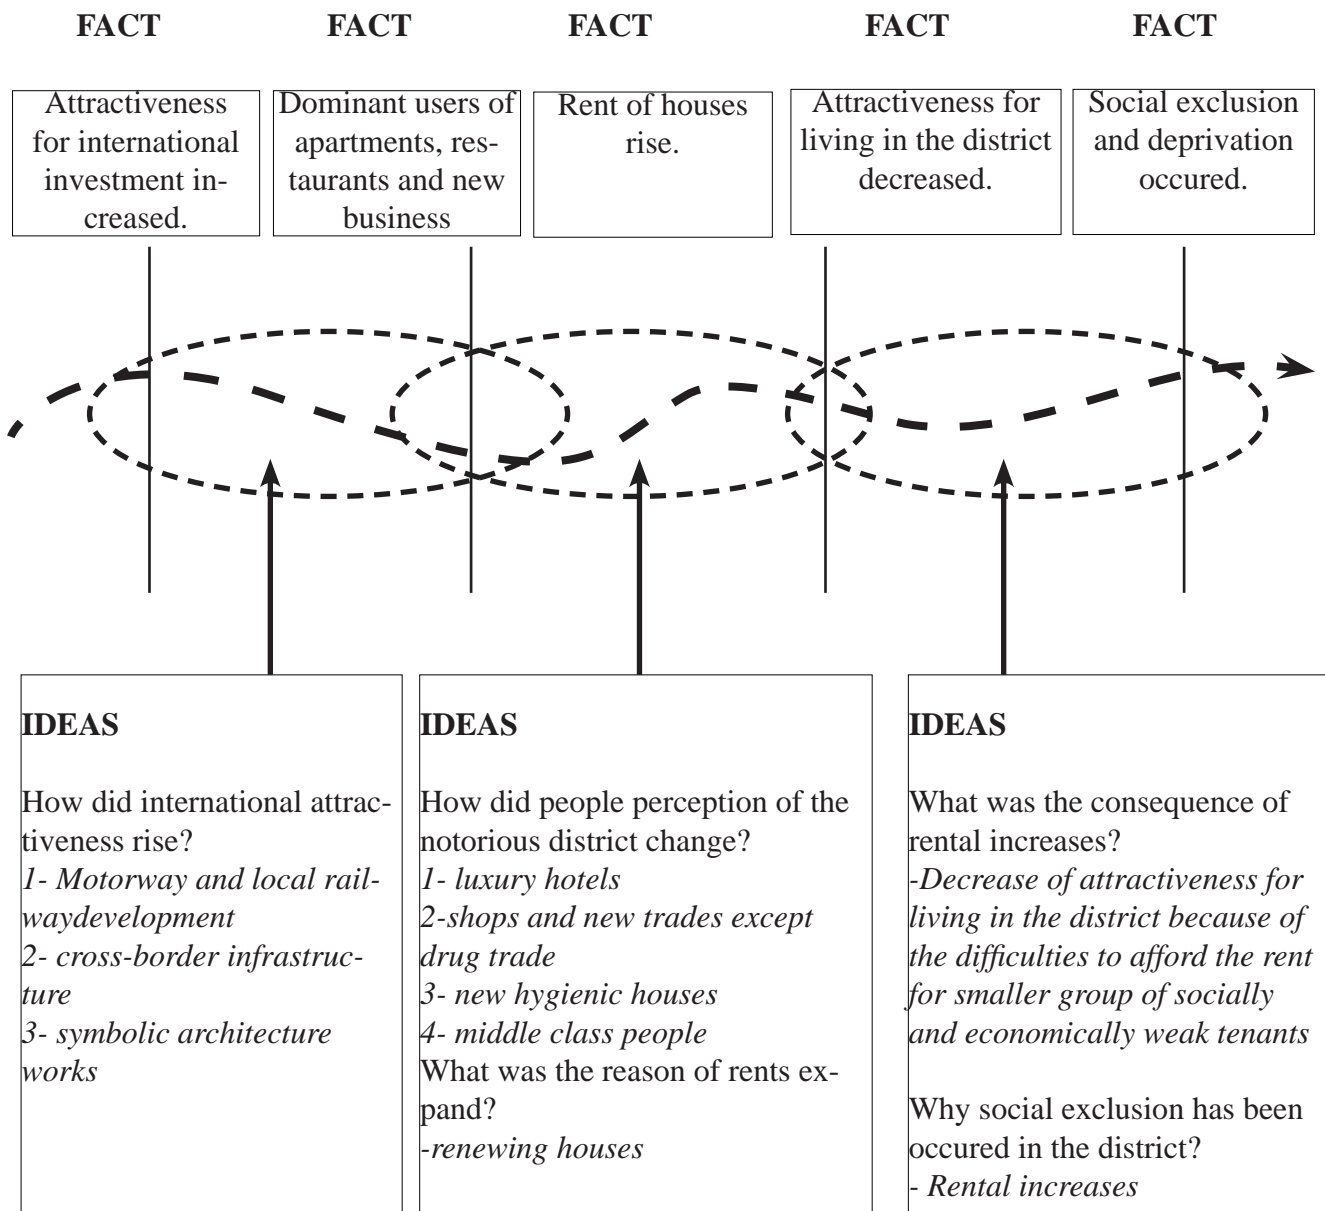 FACT
FACT
FACT
FACT
FACT
Attractiveness
for international
investment in-
creased.
Dominant users of
apartments, res-
taurants and new
business
Rent of houses
rise.
Attractiveness for
living in the district
decreased.
Social exclusion
and deprivation
occured.
IDEAS
How did international attrac-
tiveness rise?
1- Motorway and local rail-
waydevelopment
2- cross-border infrastruc-
ture
3- symbolic architecture
works
IDEAS
How did people perception of the
notorious district change?
1- luxury hotels
2-shops and new trades except
drug trade
3- new hygienic houses
4- middle class people
What was the reason of rents ex-
pand?
-renewing houses
IDEAS
What was the consequence of
rental increases?
-Decrease of attractiveness for
living in the district because of
the difficulties to afford the rent
for smaller group of socially
and economically weak tenants
Why social exclusion has been
occured in the district?
- Rental increases